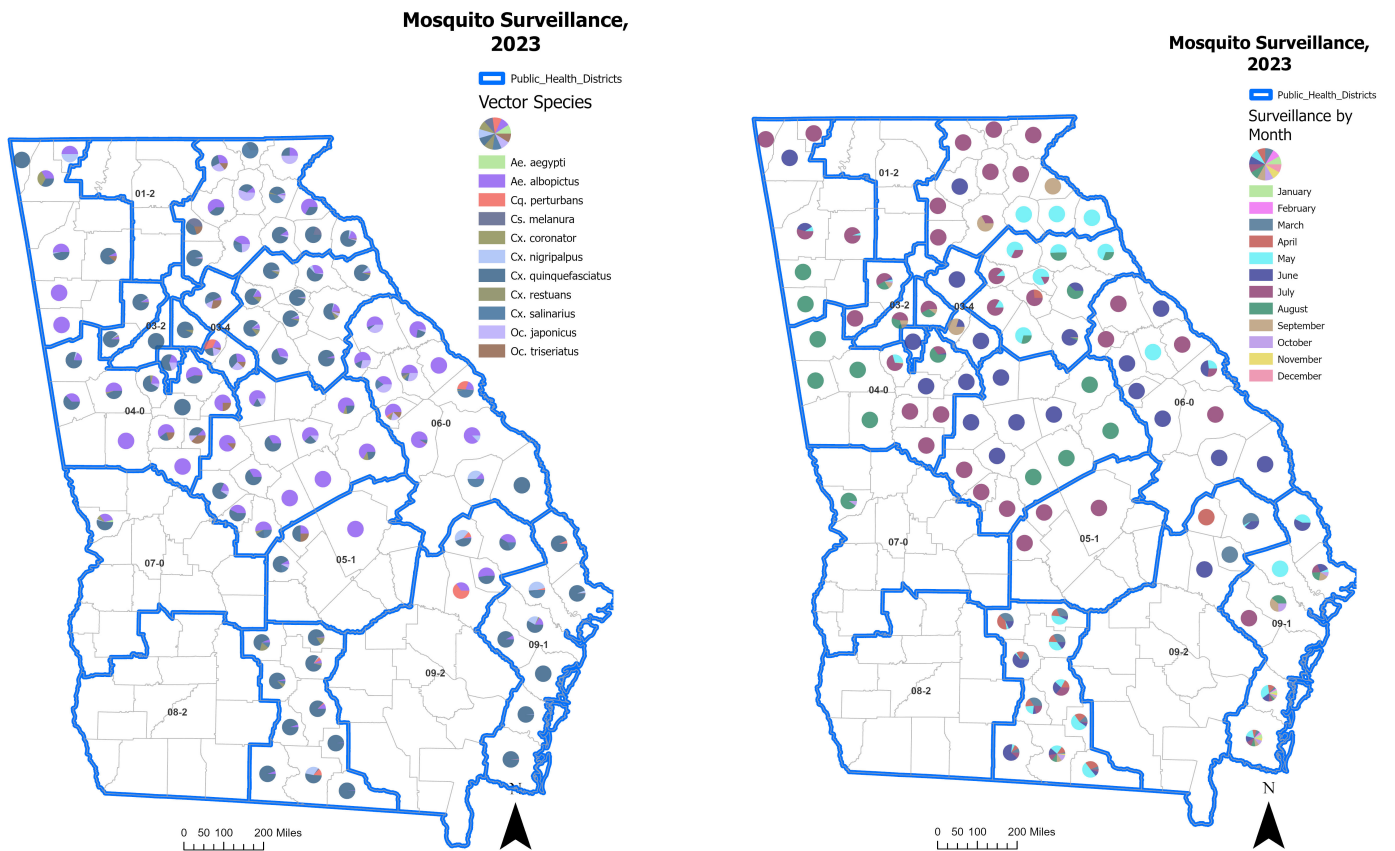 Mosquito Surveillance,
2023
Public_Health_Districts
Vector Species
Ae. aegypti
Ae. albopictus
Cq. perturbans
Cs. melanura
Cx. coronator
Cx. nigripalpus
Cx. quinquefasciatus
Cx. restuans
Cx. salinarius
Oc. japonicus
Oc. triseriatus
01-2
03-2
03-4
04-0
06-0
07-0
05-1
09-1
09-2
08-2
N
0 50 100 200 Miles
Mosquito Surveillance,
2023
Public_Health_Districts
Surveillance by
Month
January
February
March
April
May
June
July
August
September
October
November
December
01-2
03-2
03-4
04-0
06-0
07-0
05-1
09-1
09-2
08-2
N
0 50 100 200 Miles